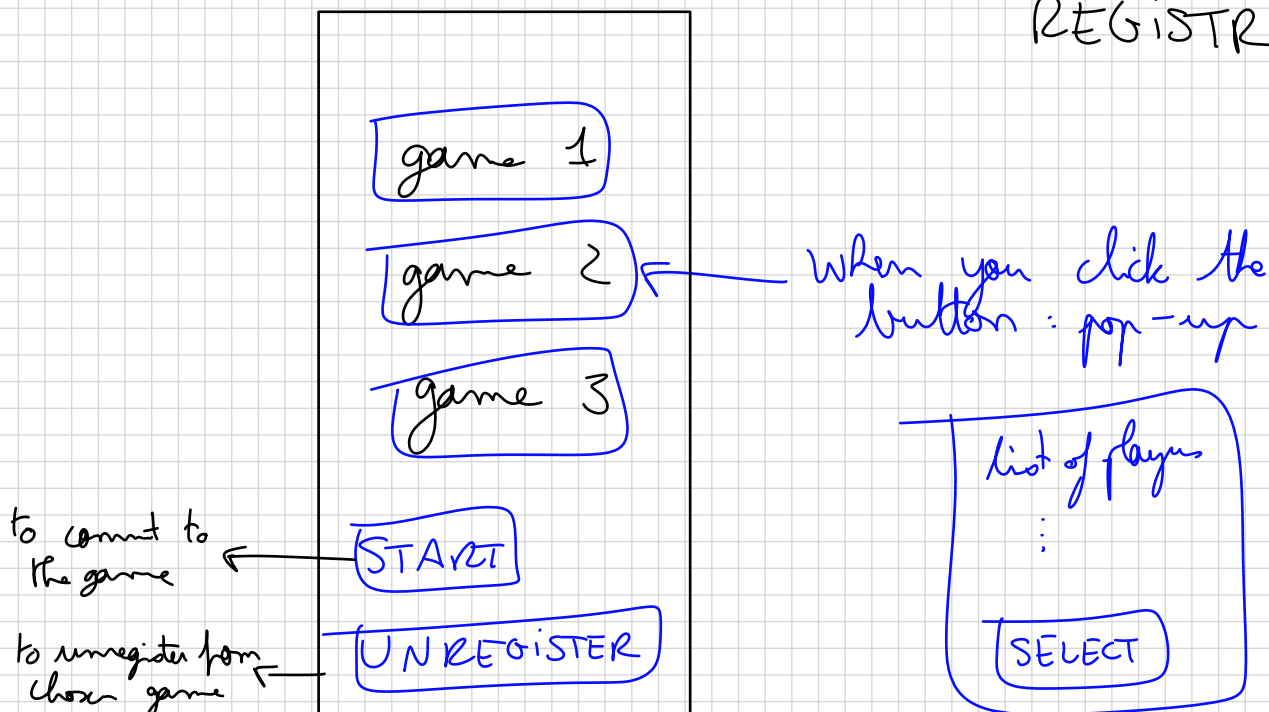 REGiSTR
game 1
game 2
when you click the
button : pop-up
game 3
list of players
to commit to
the game
START
to unregister from
chosen game
UNREGiSTER
SELECT